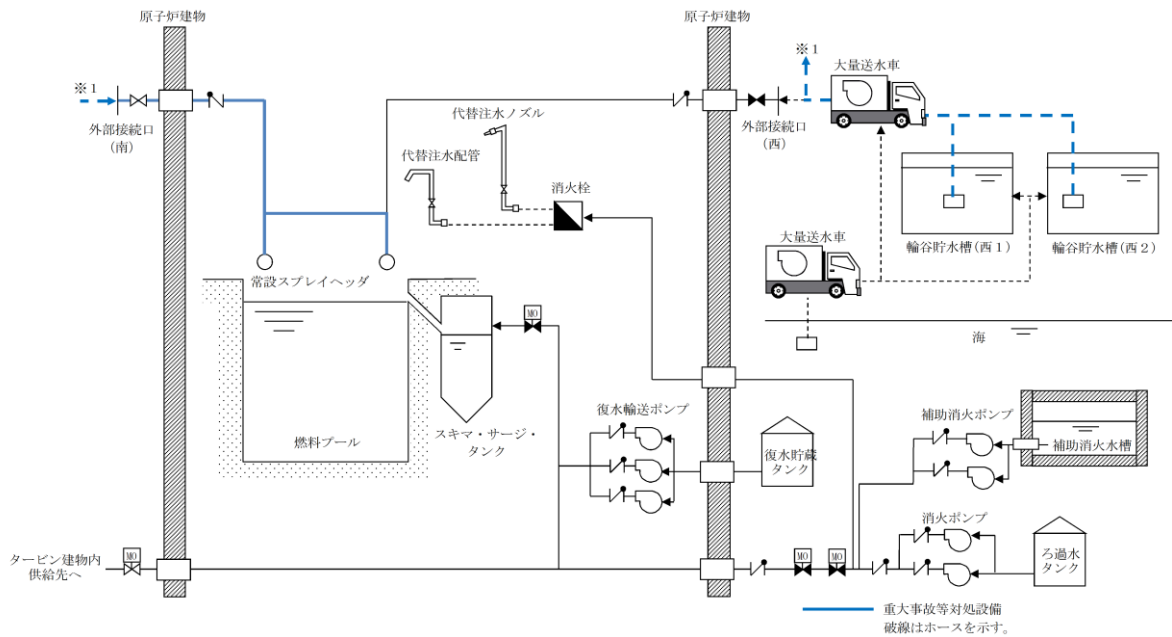 原子炉建物
原子炉建物
※1
※1
大量送水車
外部接続口
(南)
外部接続口
(西)
代替注水ノズル
代替注水配管
消火栓
輪谷貯水槽(西1)
輪谷貯水槽(西2)
大量送水車
常設スプレイヘッダ
MO
海
燃料プール
スキマ・サージ・
タンク
復水輸送ポンプ
復水貯蔵
タンク
補助消火ポンプ
補助消火水槽
消火ポンプ
ろ過水
タンク
タービン建物内
供給先へ
MO
MO
MO
重大事故等対処設備
破線はホースを示す。